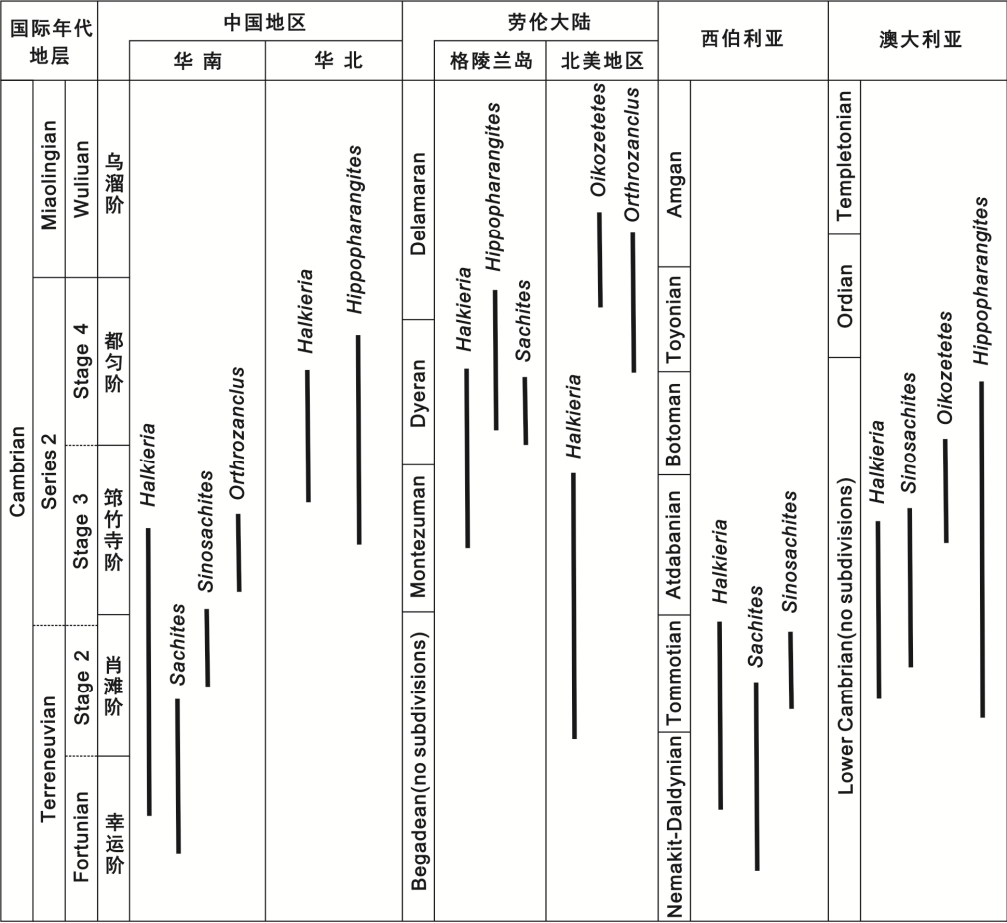 国际年代
地层
中国地区
华 南
华 北
劳伦大陆
格陵兰岛
北美地区
西伯利亚
澳大利亚
Cambrian
Miaolingian
Series 2
Terreneuvian
Wuliuan
Stage 4
Stage 3
Stage 2
Fortunian
乌溜阶
都匀阶
筇竹寺阶
肖滩阶
幸运阶
Halkieria
Sachites
Sinosachites
Orthrozanclus
Halkieria
Hippopharangites
Delamaran
Dyeran
Montezuman
Begadean(no subdivisions)
Halkieria
Hippopharangites
Sachites
Halkieria
Oikozetetes
Orthrozanclus
Amgan
Toyonian
Botoman
Atdabanian
Tommotian
Nemakit-Daldynian
Halkieria
Sachites
Sinosachites
Templetonian
Ordian
Lower Cambrian(no subdivisions)
Halkieria
Sinosachites
Oikozetetes
Hippopharangites